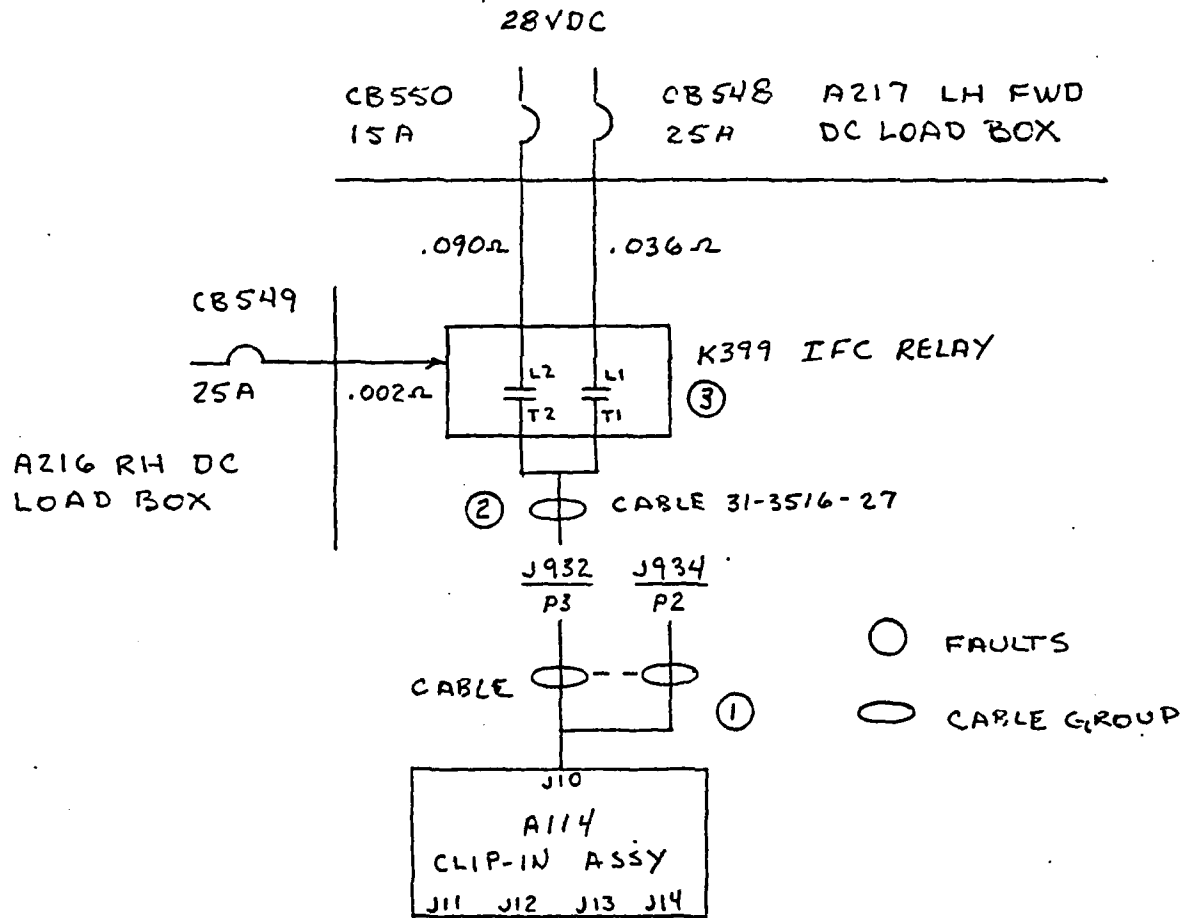 28VDC
CB550
15A
CB548
25A
A217 LH FWD
DC LOAD BOX
.090Ω
.036Ω
CB549
25A
.002Ω
L2
L1
T2
T1
K399 IFC RELAY
3
A216 RH DC
LOAD BOX
2
CABLE 31-3516-27
J932
P3
J934
P2
FAULTS
CABLE
1
CABLE GROUP
J10
A114
CLIP-IN ASSY
J11 J12 J13 J14